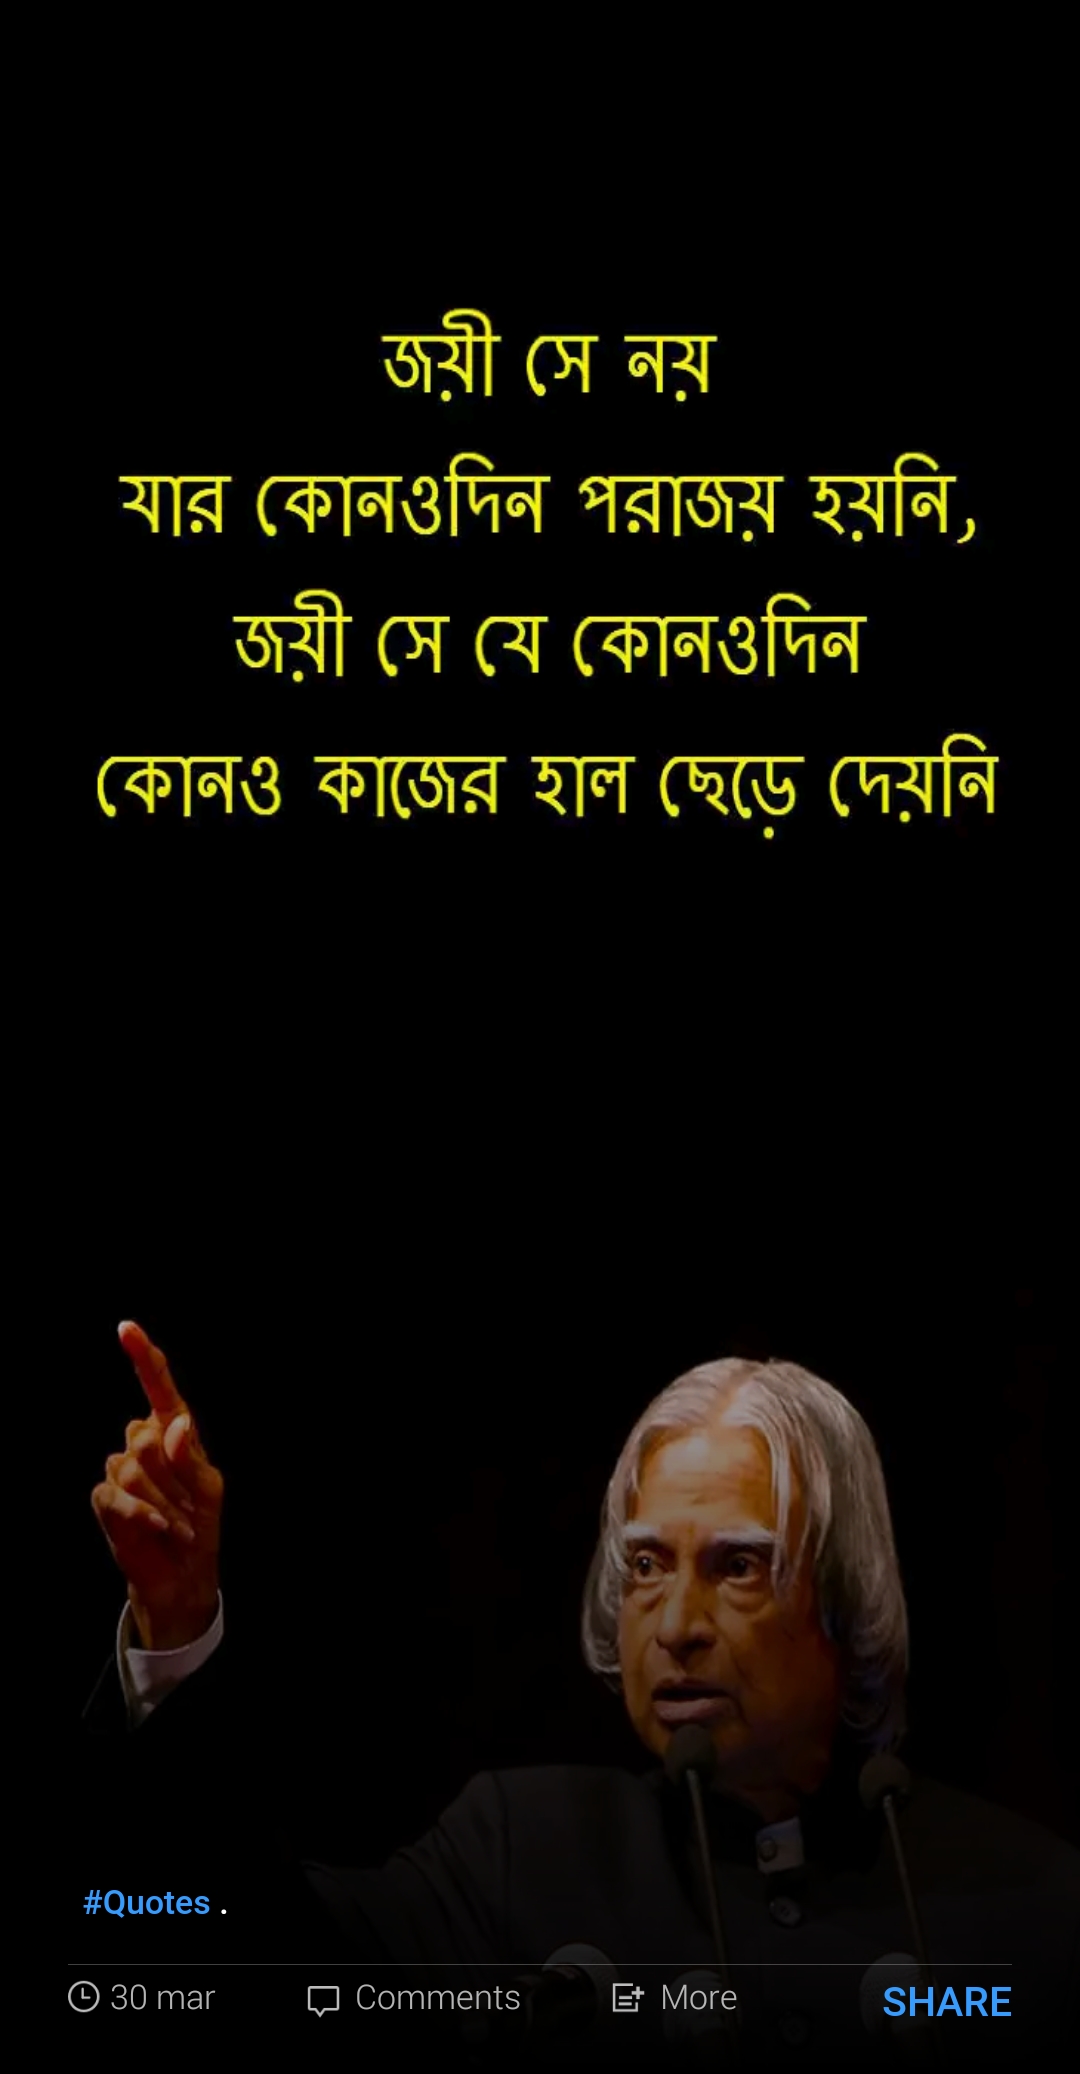 জয়ী সে নয়
যার কোনওদিন পরাজয় হয়নি,
জয়ী সে যে কোনওদিন
কোনও কাজের হাল ছেড়ে দেয়নি
#Quotes .
30 mar Comments More SHARE